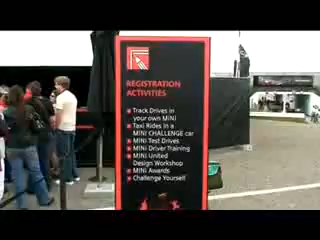 REGISTRATION
ACTIVITIES
Track Drives in
your own MINI
Taxi Rides in a
MINI CHALLENGE car
MINI Test Drives
MINI Driver Training
MINI United
Design Workshop
MINI Awards
Challenge Yourself